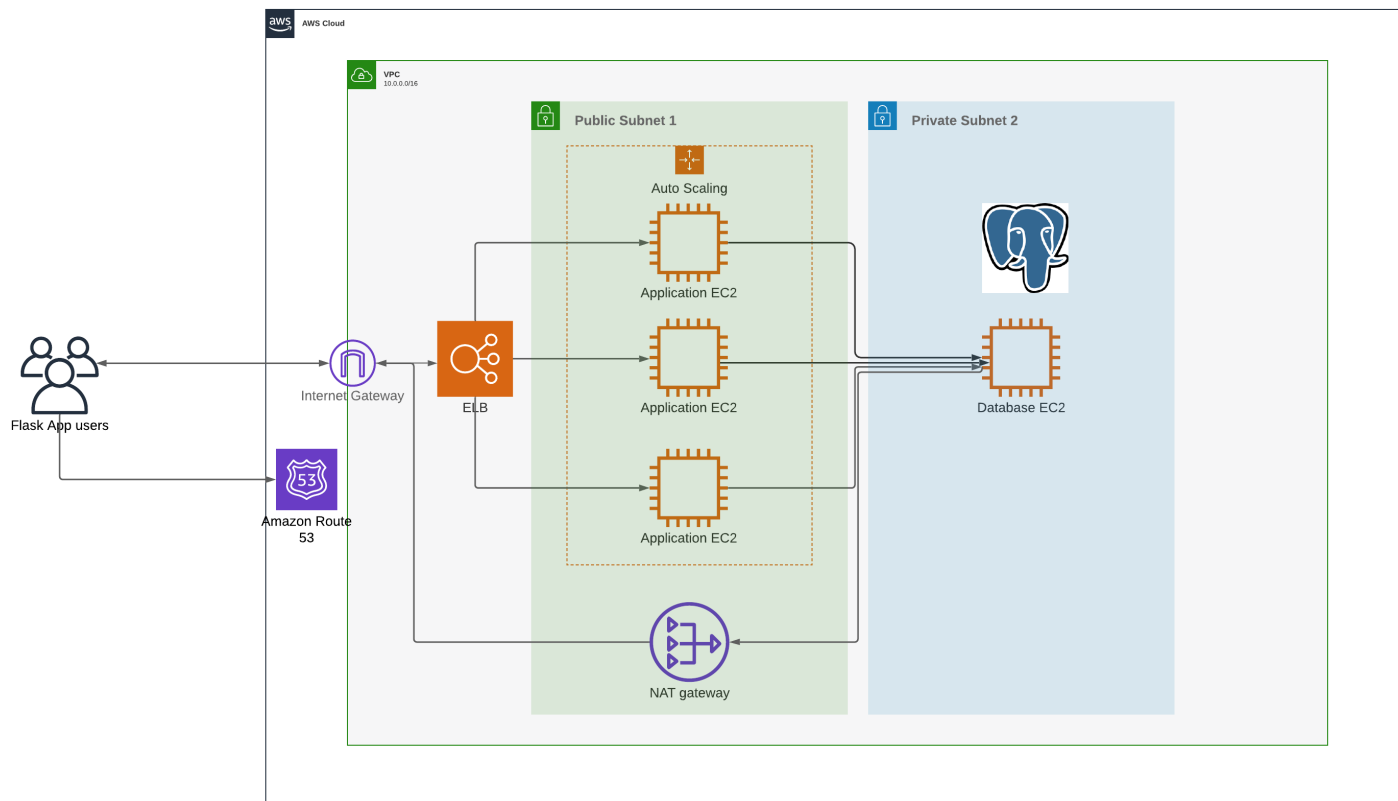 aws
AWS Cloud
VPC
10.0.0.0/16
Public Subnet 1
Private Subnet 2
Auto Scaling
Application EC2
Application EC2
Database EC2
Internet Gateway
ELB
Flask App users
53
Amazon Route
53
Application EC2
NAT gateway